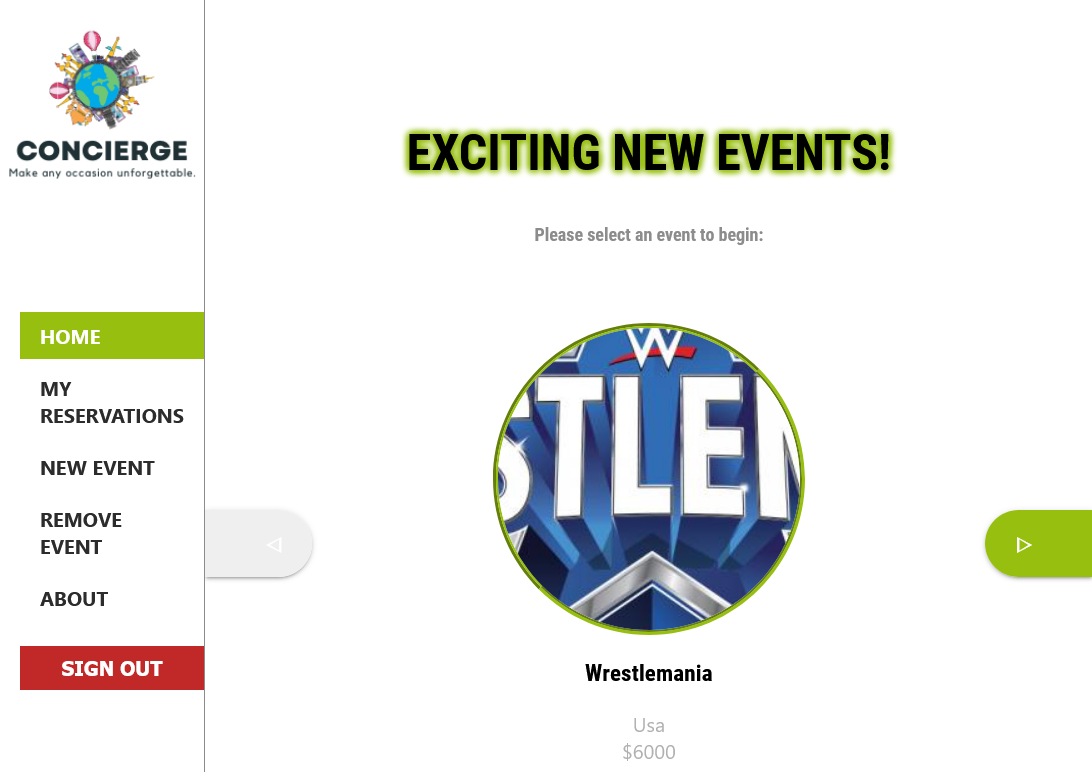 CONCIERGE
Make any occasion unforgettable.
HOME
MY
RESERVATIONS
NEW EVENT
REMOVE
EVENT
ABOUT
SIGN OUT
EXCITING NEW EVENTS!
Please select an event to begin:
W
STLEM
Wrestlemania
Usa
$6000